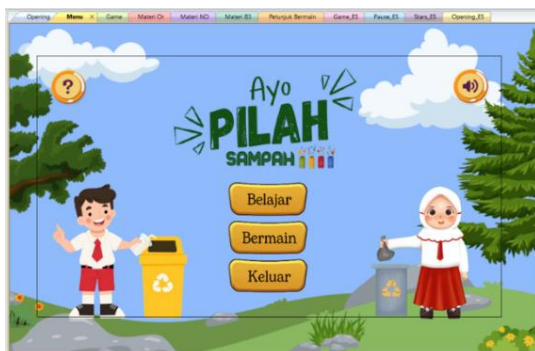 Opening Menu × Game Materi Or Materi NO Materi B3 Petunjuk Bermain Game_ES Pause_ES Stars_ES Opening_ES
?
Ayo
PILAH
SAMPAH
Belajar
Bermain
Keluar